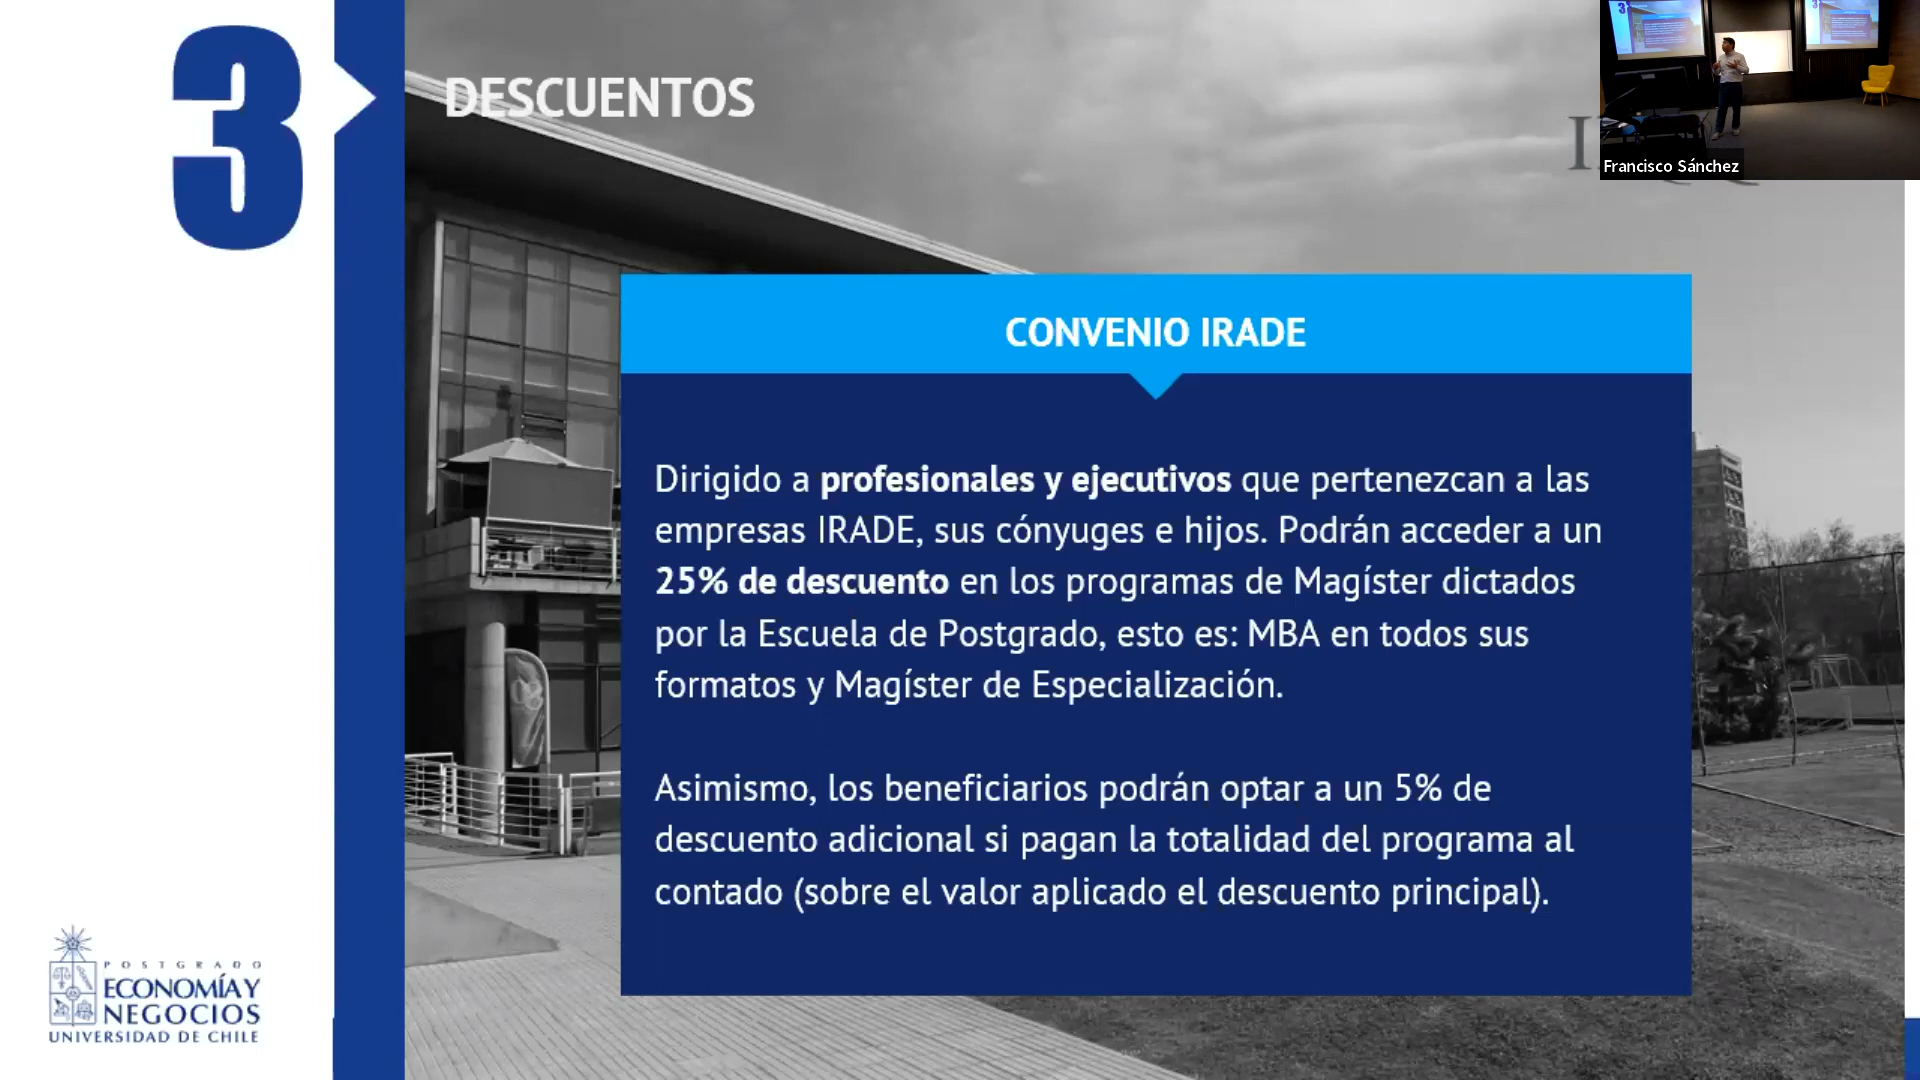 3
DESCUENTOS
Francisco Sánchez
CONVENIO IRADE
Dirigido a profesionales y ejecutivos que pertenezcan a las
empresas IRADE, sus cónyuges e hijos. Podrán acceder a un
25% de descuento en los programas de Magíster dictados
por la Escuela de Postgrado, esto es: MBA en todos sus
formatos y Magíster de Especialización.
Asimismo, los beneficiarios podrán optar a un 5% de
descuento adicional si pagan la totalidad del programa al
contado (sobre el valor aplicado el descuento principal).
POSTGRADO
ECONOMÍA Y
NEGOCIOS
UNIVERSIDAD DE CHILE